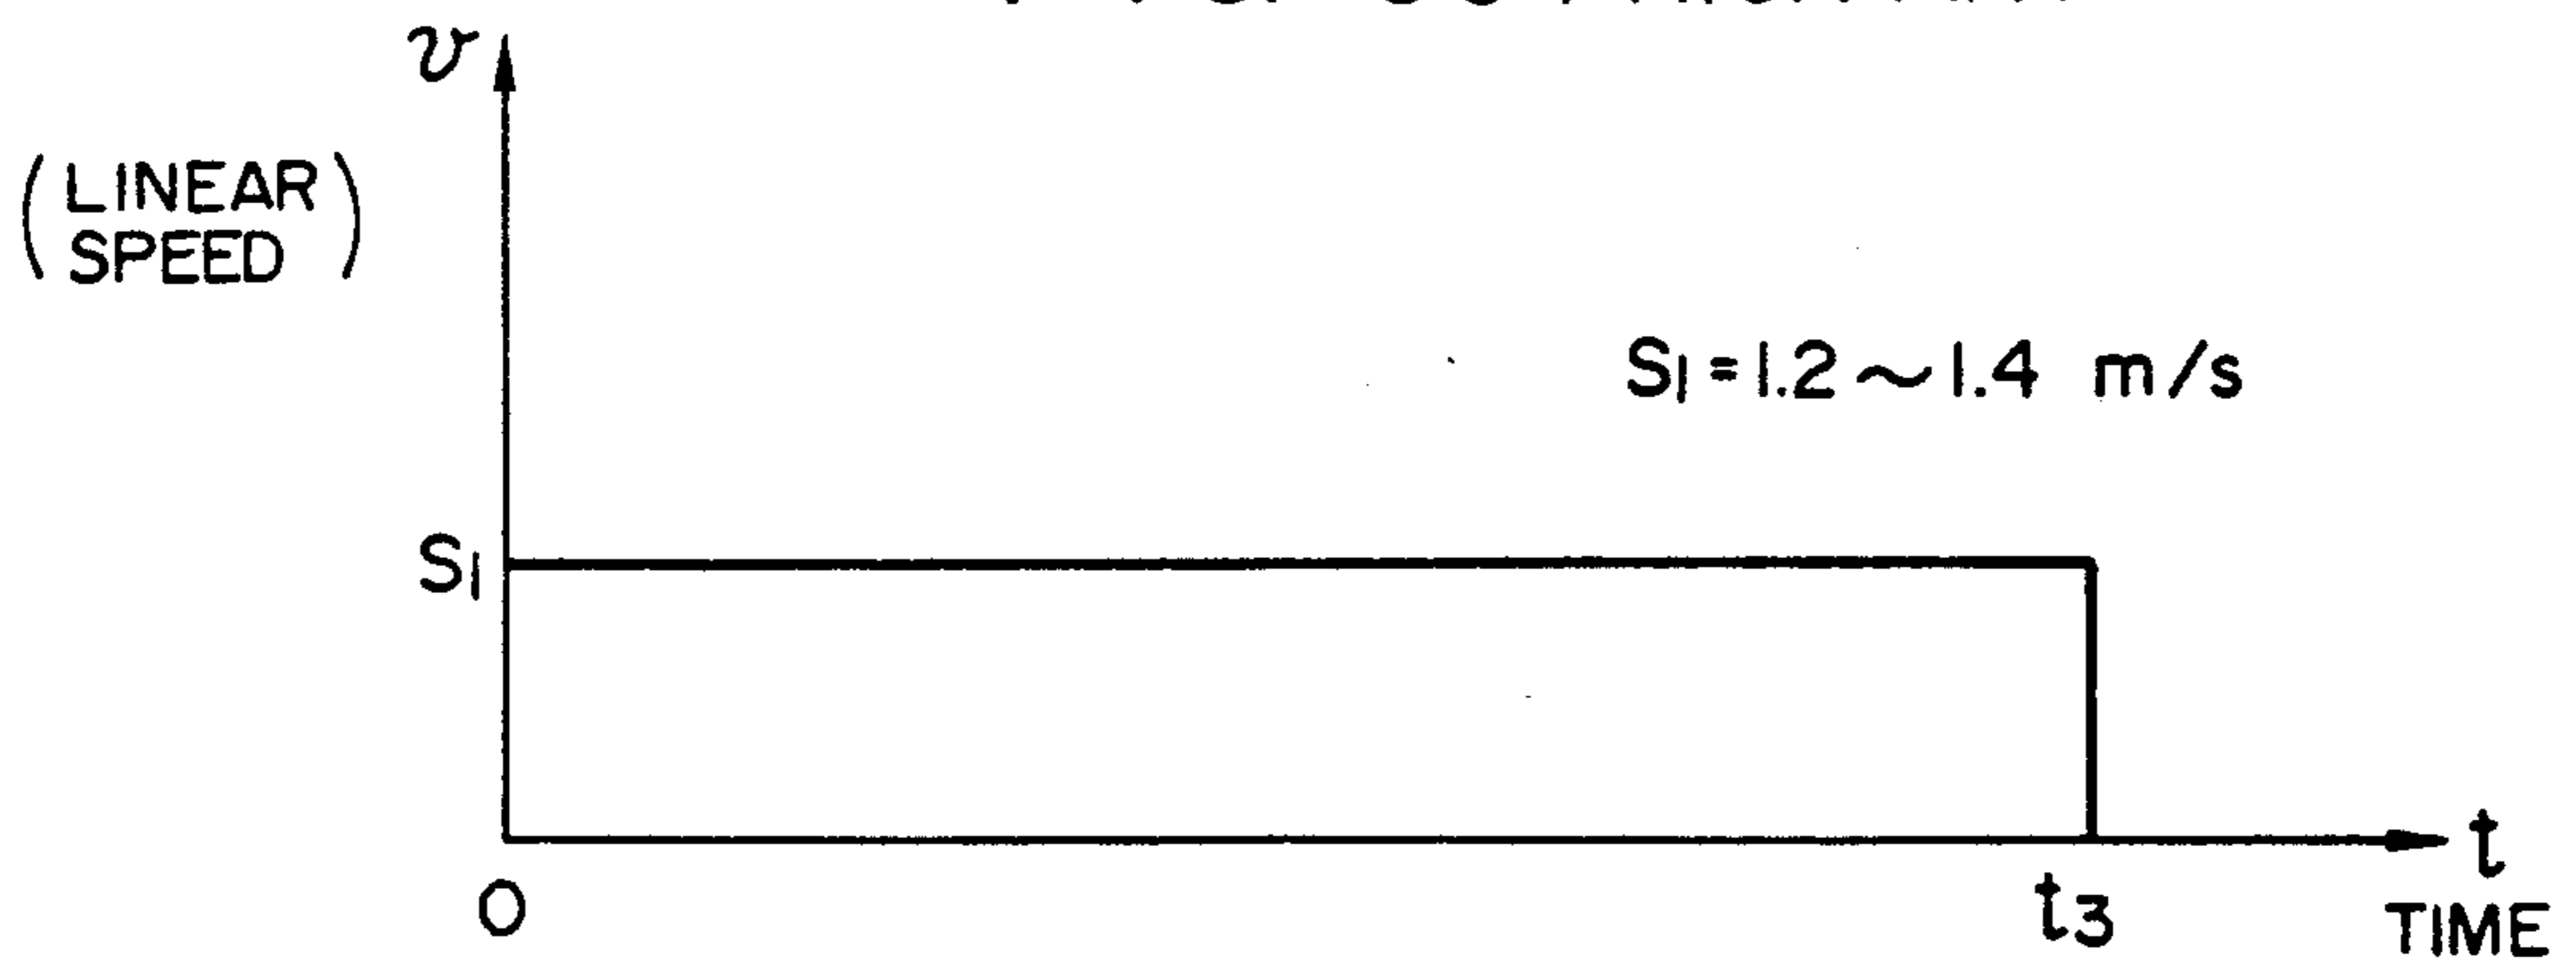 v
(LINEAR
SPEED)
S1=1.2~1.4 m/s
S1
t
0
t3
TIME